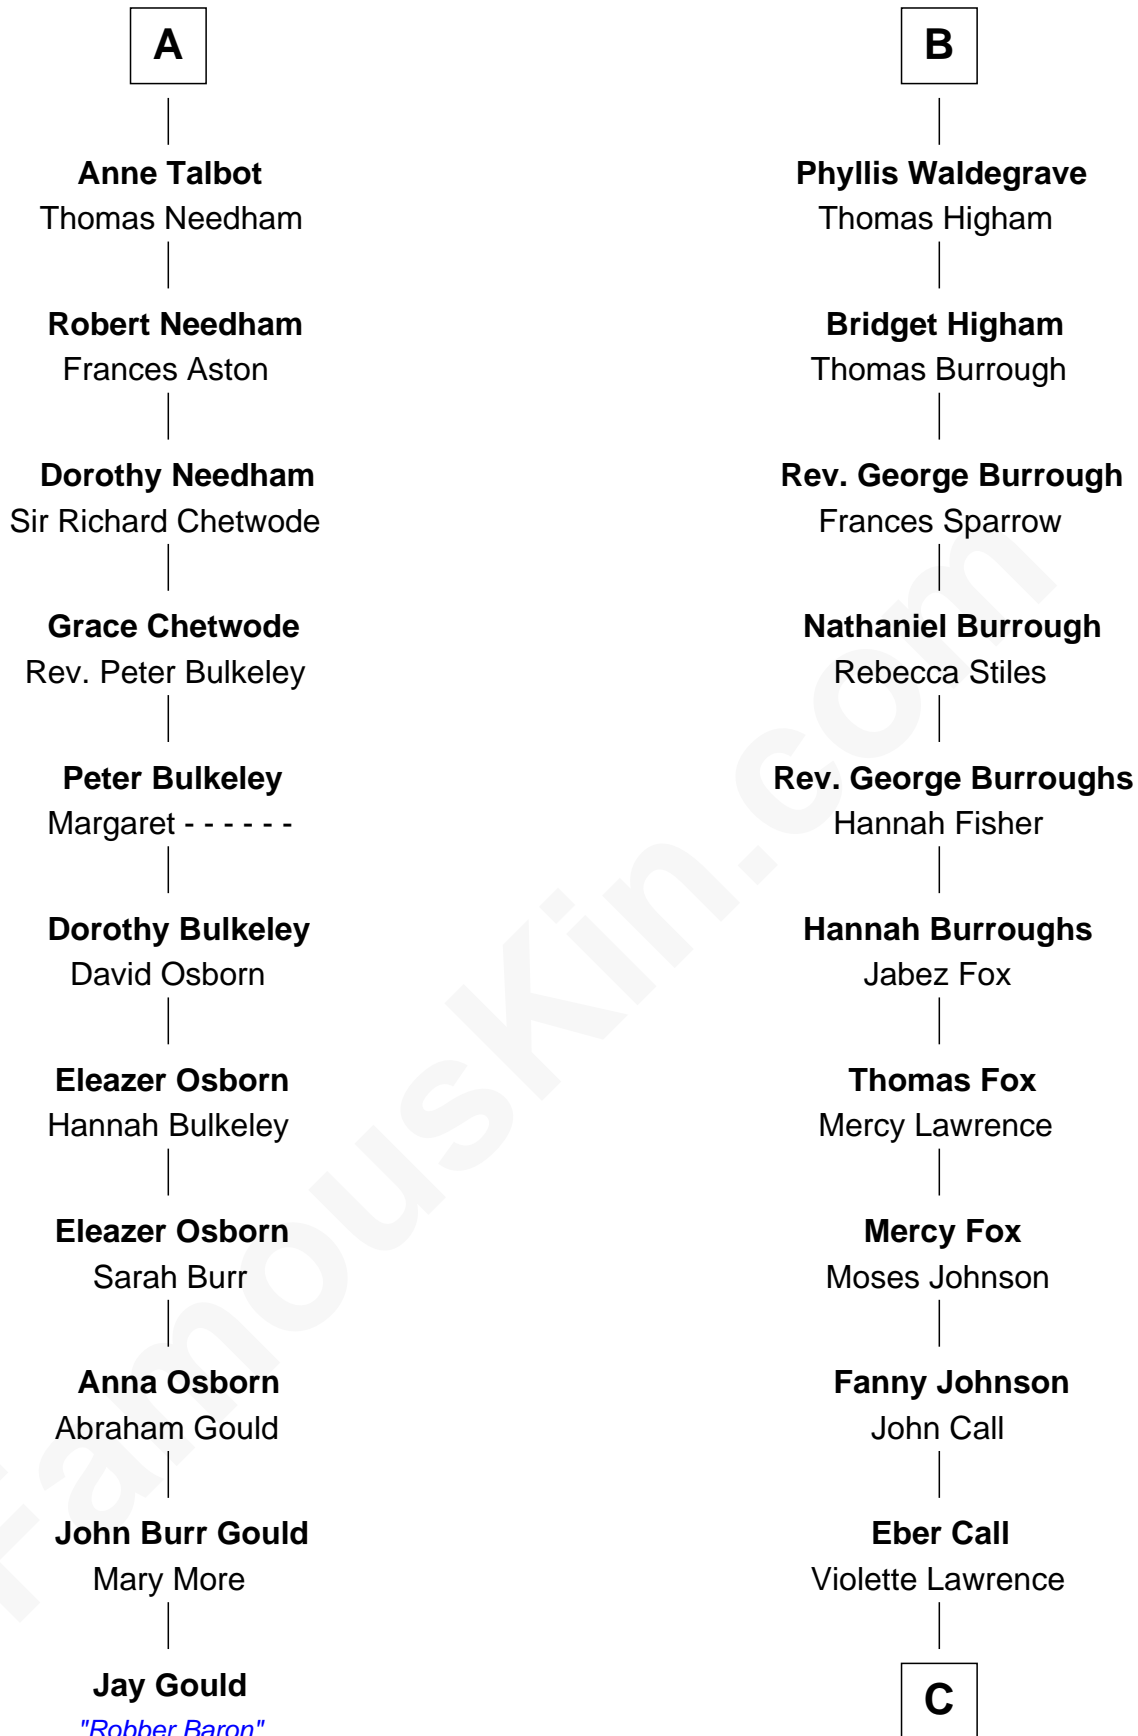 A
Anne Talbot
Thomas Needham
Robert Needham
Frances Aston
Dorothy Needham
Sir Richard Chetwode
Grace Chetwode
Rev. Peter Bulkeley
Peter Bulkeley
Margaret - - - - - -
Dorothy Bulkeley
David Osborn
Eleazer Osborn
Hannah Bulkeley
Eleazer Osborn
Sarah Burr
Anna Osborn
Abraham Gould
John Burr Gould
Mary More
Jay Gould
"Robber Baron"
B
Phyllis Waldegrave
Thomas Higham
Bridget Higham
Thomas Burrough
Rev. George Burrough
Frances Sparrow
Nathaniel Burrough
Rebecca Stiles
Rev. George Burroughs
Hannah Fisher
Hannah Burroughs
Jabez Fox
Thomas Fox
Mercy Lawrence
Mercy Fox
Moses Johnson
Fanny Johnson
John Call
Eber Call
Violette Lawrence
C
FamousKin.com